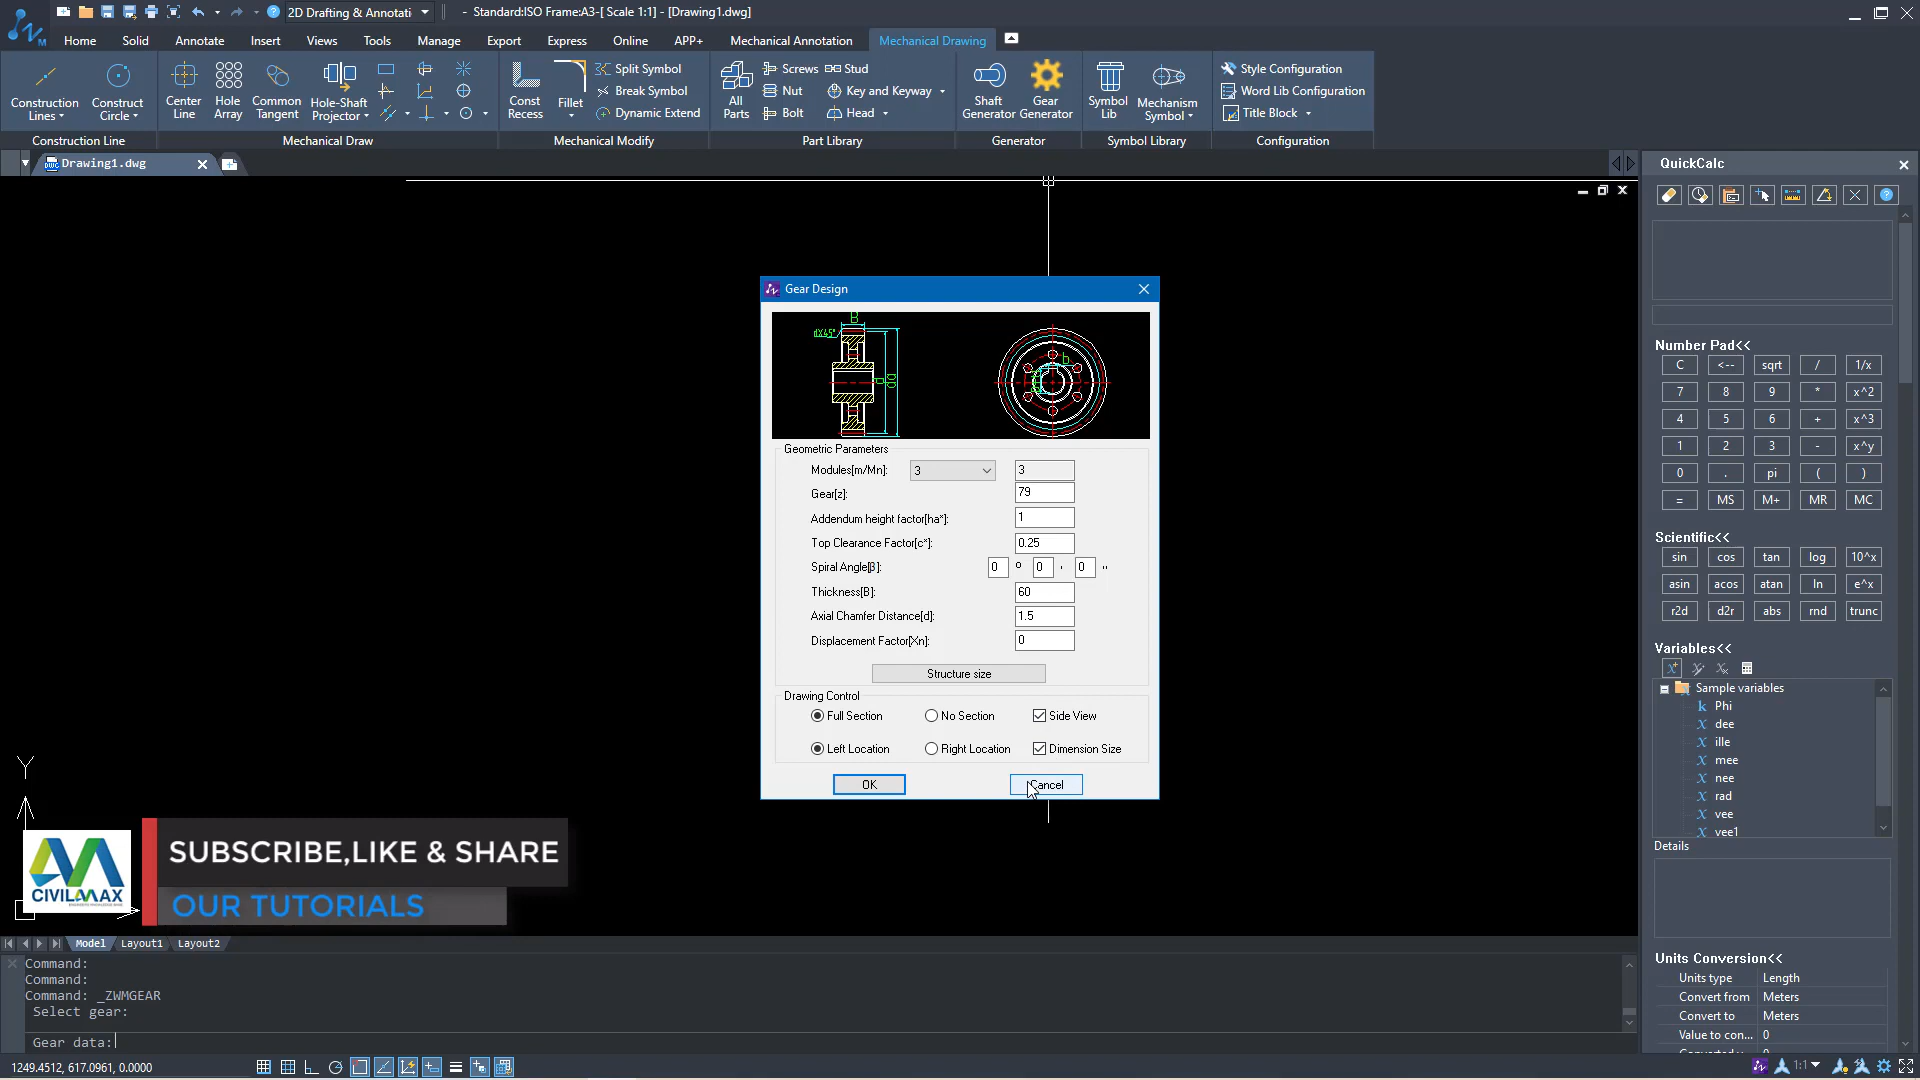 2D Drafting & Annotati
- Standard:ISO Frame:A3-[ Scale 1:1] - [Drawing1.dwg]
Home Solid Annotate Insert Views Tools Manage Export Express Online APP+ Mechanical Annotation Mechanical Drawing
Construction Lines
Construct Circle
Center Line
Hole Array
Common Tangent
Hole-Shaft Projector
Const Recess
Fillet
Split Symbol
Break Symbol
Dynamic Extend
All Parts
Screws Stud
Nut Key and Keyway
Bolt Head
Shaft Generator
Gear Generator
Symbol Lib
Mechanism Symbol
Style Configuration
Word Lib Configuration
Title Block
Construction Line Mechanical Draw Mechanical Modify Part Library Generator Symbol Library Configuration
Drawing1.dwg
QuickCalc
Number Pad<<
C <-- sqrt / 1/x
7 8 9 * x^2
4 5 6 + x^3
1 2 3 - x^y
0 . pi ( )
= MS M+ MR MC
Scientific<<
sin cos tan log 10^x
asin acos atan ln e^x
r2d d2r abs rnd trunc
Variables<<
Sample variables
k Phi
X dee
X ille
X mee
X nee
X rad
X vee
X vee1
Details
Units Conversion<<
Units type Length
Convert from Meters
Convert to Meters
Value to con... 0
Gear Design
B
dX45°
d
da
b
Geometric Parameters
Modules[m/Mn]: 3 3
Gear[z]: 79
Addendum height factor[ha*]: 1
Top Clearance Factor[c*]: 0.25
Spiral Angle[β]: 0 ° 0 ' 0 ''
Thickness[B]: 60
Axial Chamfer Distance[d]: 1.5
Displacement Factor[Xn]: 0
Structure size
Drawing Control
Full Section No Section Side View
Left Location Right Location Dimension Size
OK Cancel
Y
CIVILMAX
SUBSCRIBE,LIKE & SHARE
OUR TUTORIALS
Model Layout1 Layout2
Command:
Command:
Command: _ZWMGEAR
Select gear:
Gear data:
1249.4512, 617.0961, 0.0000
1:1